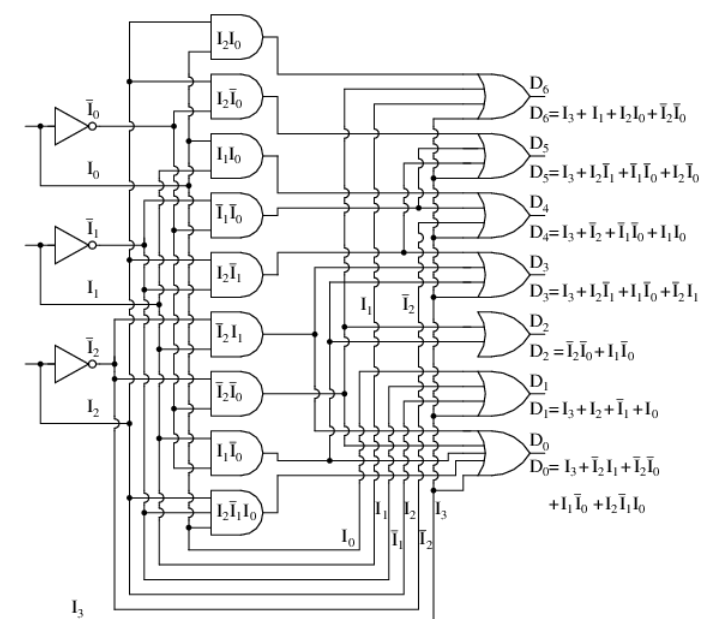 I₂I₀
D₆
Ī₀
I₂Ī₀
D₆= I₃+ I₁+ I₂I₀+Ī₂Ī₀
I₁I₀
D₅
I₀
D₅= I₃+ I₂Ī₁+Ī₁Ī₀+I₂Ī₀
Ī₁Ī₀
D₄
Ī₁
D₄= I₃+Ī₂+Ī₁Ī₀+I₁I₀
I₂Ī₁
D₃
I₁
I₁
Ī₂
D₃= I₃+I₂Ī₁+I₁Ī₀+Ī₂I₁
Ī₂I₁
D₂
Ī₂
D₂ =Ī₂Ī₀+I₁Ī₀
Ī₂Ī₀
D₁
I₂
D₁= I₃+I₂+Ī₁+I₀
I₁Ī₀
D₀
D₀= I₃+Ī₂I₁+Ī₂Ī₀
+I₁Ī₀ +I₂Ī₁I₀
I₂Ī₁I₀
I₁
I₂
I₃
I₀
Ī₁
Ī₂
I₃